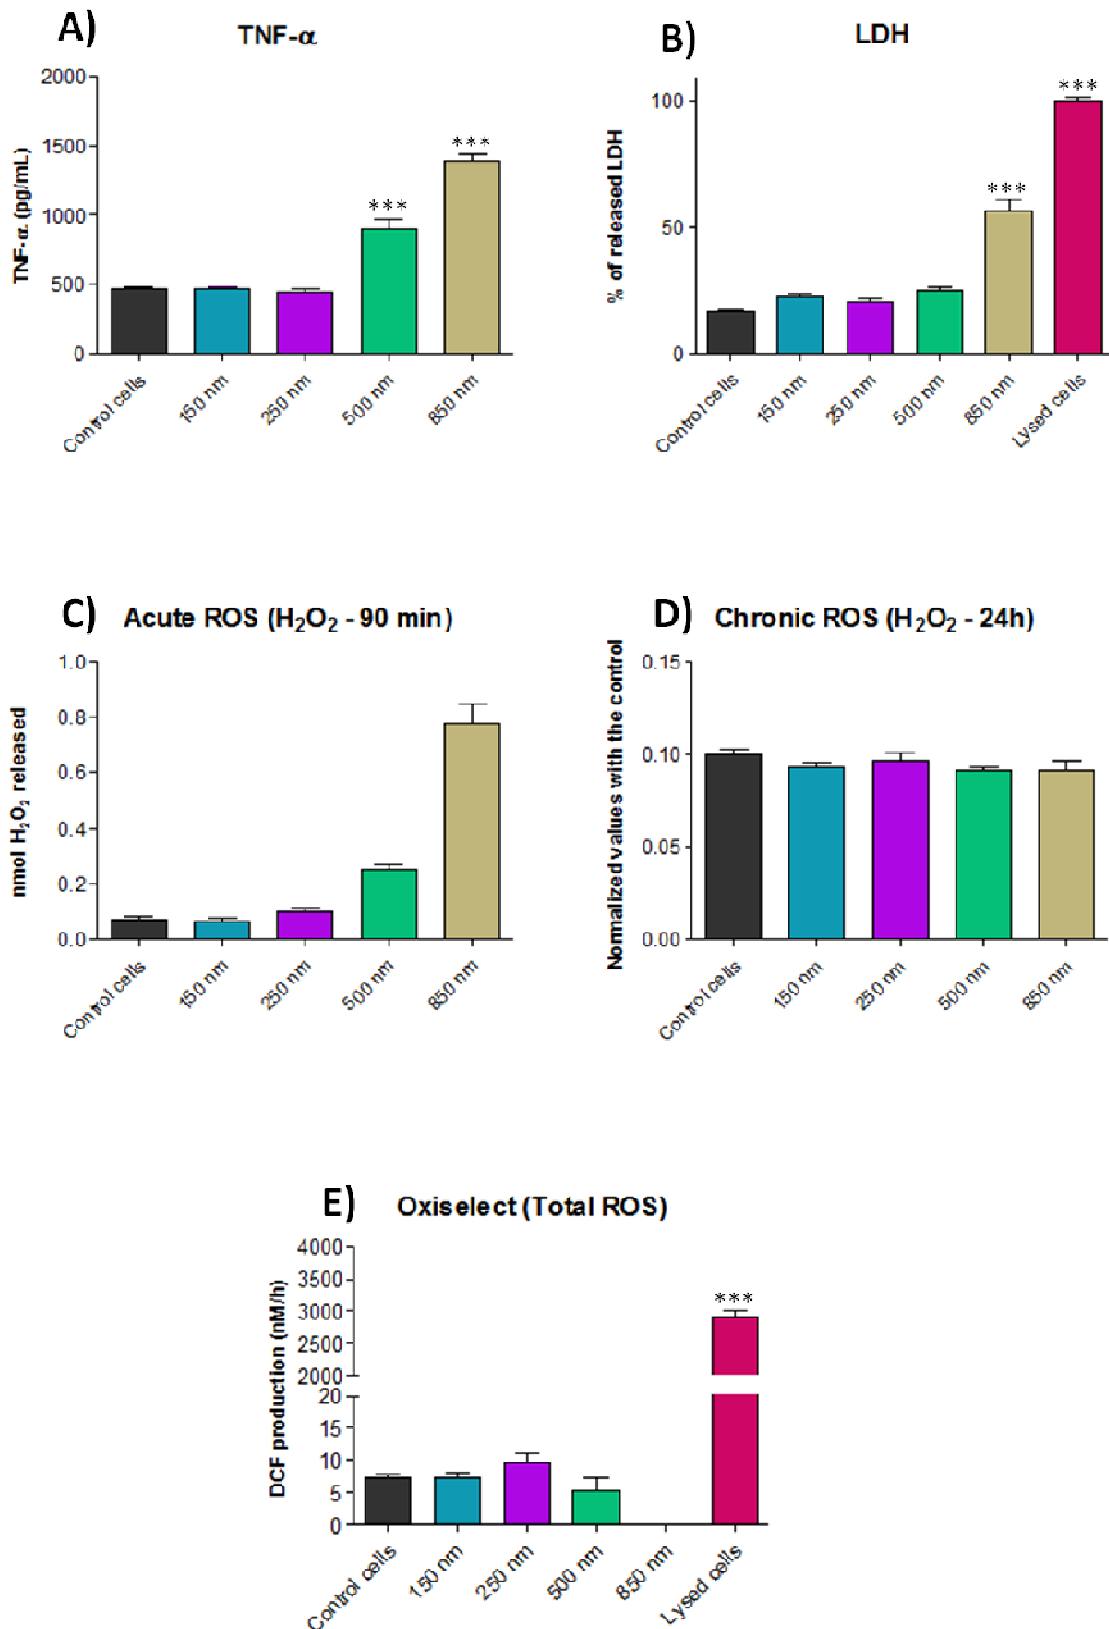 A)
TNF-α
TNF-α (pg/mL)
2000
1500
1000
500
0
***
***
Control cells
150 nm
250 nm
500 nm
850 nm
B)
LDH
% of released LDH
100
50
0
***
***
Control cells
150 nm
250 nm
500 nm
850 nm
Lysed cells
C)
Acute ROS (H₂O₂ - 90 min)
nmol H₂O₂ released
1.0
0.8
0.6
0.4
0.2
0.0
Control cells
150 nm
250 nm
500 nm
850 nm
D)
Chronic ROS (H₂O₂ - 24h)
Normalized values with the control
0.15
0.10
0.05
0.00
Control cells
150 nm
250 nm
500 nm
850 nm
E)
Oxiselect (Total ROS)
DCF production (nM/h)
4000
3500
3000
2500
2000
20
15
10
5
0
***
Control cells
150 nm
250 nm
500 nm
850 nm
Lysed cells